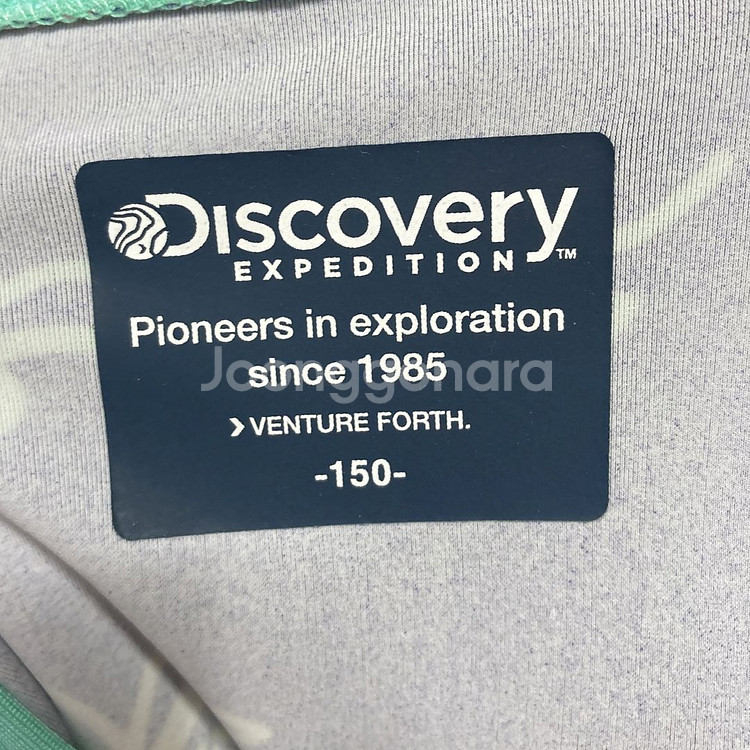 Discovery
EXPEDITION™
Pioneers in exploration
since 1985
Joonggonara
›VENTURE FORTH.
-150-